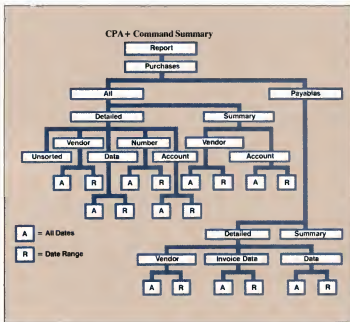 CPA+ Command Summary
Report
Purchases
All Payables
Detailed Summary
Vendor Number Vendor
Unsorted Data Account Account
A R A R A R A R
A R A R
A = All Dates
R = Date Range
Detailed Summary
Vendor Invoice Data Data
A R A R A R